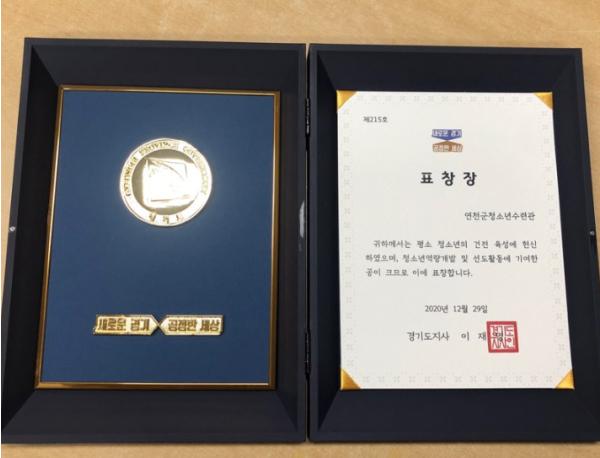 경기도
새로운 경기 공정한 세상
제215호
새로운 경기
공정한 세상
표창장
연천군청소년수련관
귀하께서는 평소 청소년의 건전 육성에 헌신
하였으며, 청소년역량개발 및 선도활동에 기여한
공이 크므로 이에 표창합니다.
2020년 12월 29일
경기도지사 이 재